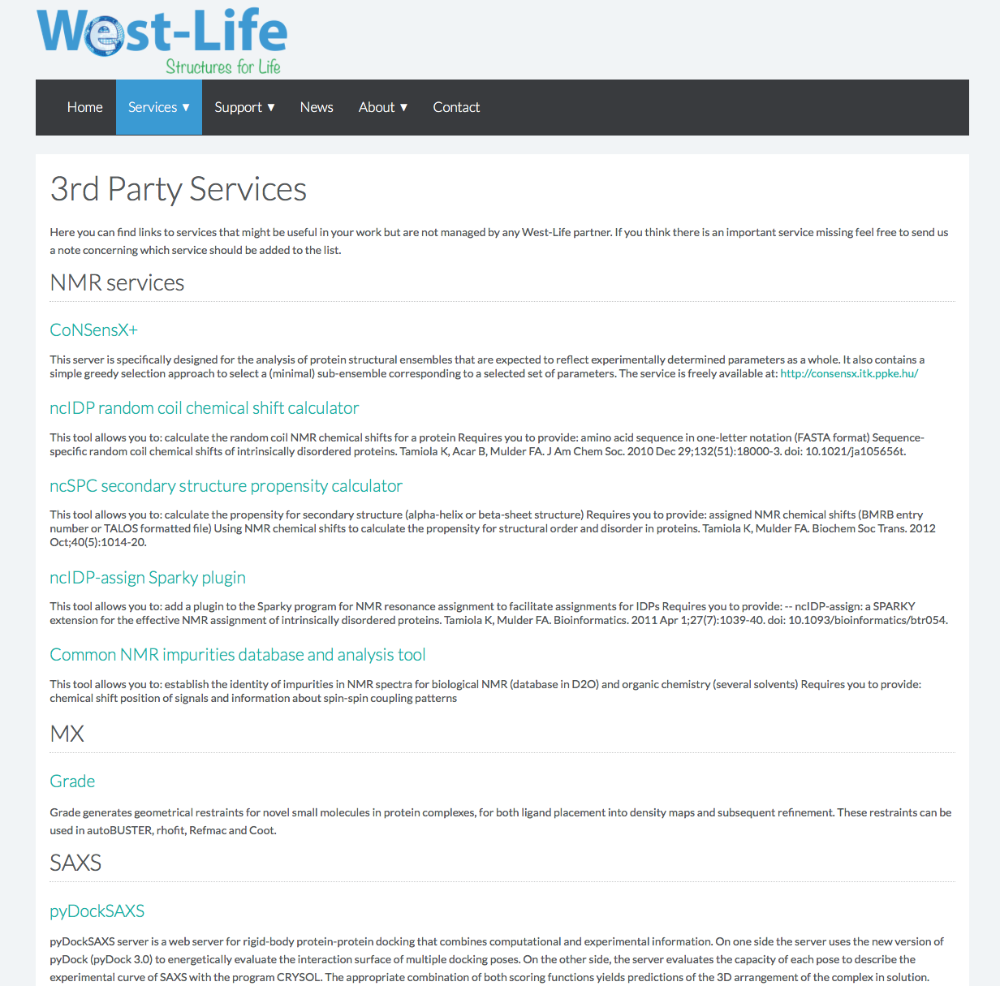 West-Life
Structures for Life
Home Services ▾ Support ▾ News About ▾ Contact
3rd Party Services
Here you can find links to services that might be useful in your work but are not managed by any West-Life partner. If you think there is an important service missing feel free to send us
a note concerning which service should be added to the list.
NMR services
CoNSensX+
This server is specifically designed for the analysis of protein structural ensembles that are expected to reflect experimentally determined parameters as a whole. It also contains a
simple greedy selection approach to select a (minimal) sub-ensemble corresponding to a selected set of parameters. The service is freely available at: http://consensx.itk.ppke.hu/
ncIDP random coil chemical shift calculator
This tool allows you to: calculate the random coil NMR chemical shifts for a protein Requires you to provide: amino acid sequence in one-letter notation (FASTA format) Sequence-
specific random coil chemical shifts of intrinsically disordered proteins. Tamiola K, Acar B, Mulder FA. J Am Chem Soc. 2010 Dec 29;132(51):18000-3. doi: 10.1021/ja105656t.
ncSPC secondary structure propensity calculator
This tool allows you to: calculate the propensity for secondary structure (alpha-helix or beta-sheet structure) Requires you to provide: assigned NMR chemical shifts (BMRB entry
number or TALOS formatted file) Using NMR chemical shifts to calculate the propensity for structural order and disorder in proteins. Tamiola K, Mulder FA. Biochem Soc Trans. 2012
Oct;40(5):1014-20.
ncIDP-assign Sparky plugin
This tool allows you to: add a plugin to the Sparky program for NMR resonance assignment to facilitate assignments for IDPs Requires you to provide: -- ncIDP-assign: a SPARKY
extension for the effective NMR assignment of intrinsically disordered proteins. Tamiola K, Mulder FA. Bioinformatics. 2011 Apr 1;27(7):1039-40. doi: 10.1093/bioinformatics/btr054.
Common NMR impurities database and analysis tool
This tool allows you to: establish the identity of impurities in NMR spectra for biological NMR (database in D2O) and organic chemistry (several solvents) Requires you to provide:
chemical shift position of signals and information about spin-spin coupling patterns
MX
Grade
Grade generates geometrical restraints for novel small molecules in protein complexes, for both ligand placement into density maps and subsequent refinement. These restraints can be
used in autoBUSTER, rhofit, Refmac and Coot.
SAXS
pyDockSAXS
pyDockSAXS server is a web server for rigid-body protein-protein docking that combines computational and experimental information. On one side the server uses the new version of
pyDock (pyDock 3.0) to energetically evaluate the interaction surface of multiple docking poses. On the other side, the server evaluates the capacity of each pose to describe the
experimental curve of SAXS with the program CRYSOL. The appropriate combination of both scoring functions yields predictions of the 3D arrangement of the complex in solution.